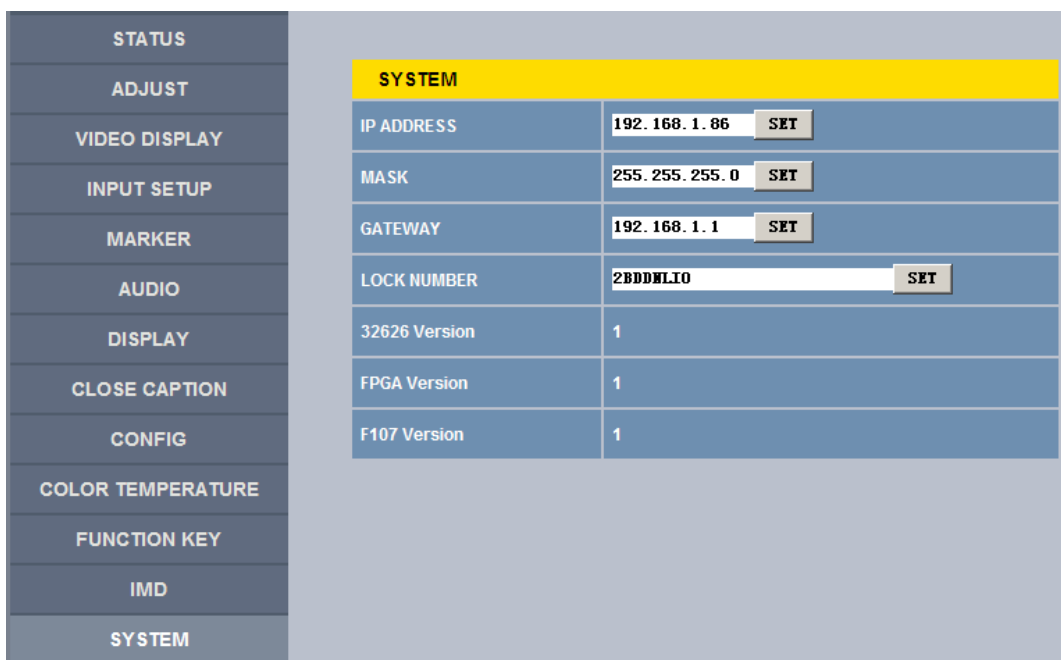 STATUS
ADJUST
VIDEO DISPLAY
INPUT SETUP
MARKER
AUDIO
DISPLAY
CLOSE CAPTION
CONFIG
COLOR TEMPERATURE
FUNCTION KEY
IMD
SYSTEM
SYSTEM
IP ADDRESS 192.168.1.86 SET
MASK 255.255.255.0 SET
GATEWAY 192.168.1.1 SET
LOCK NUMBER SET
32626 Version 1
FPGA Version 1
F107 Version 1